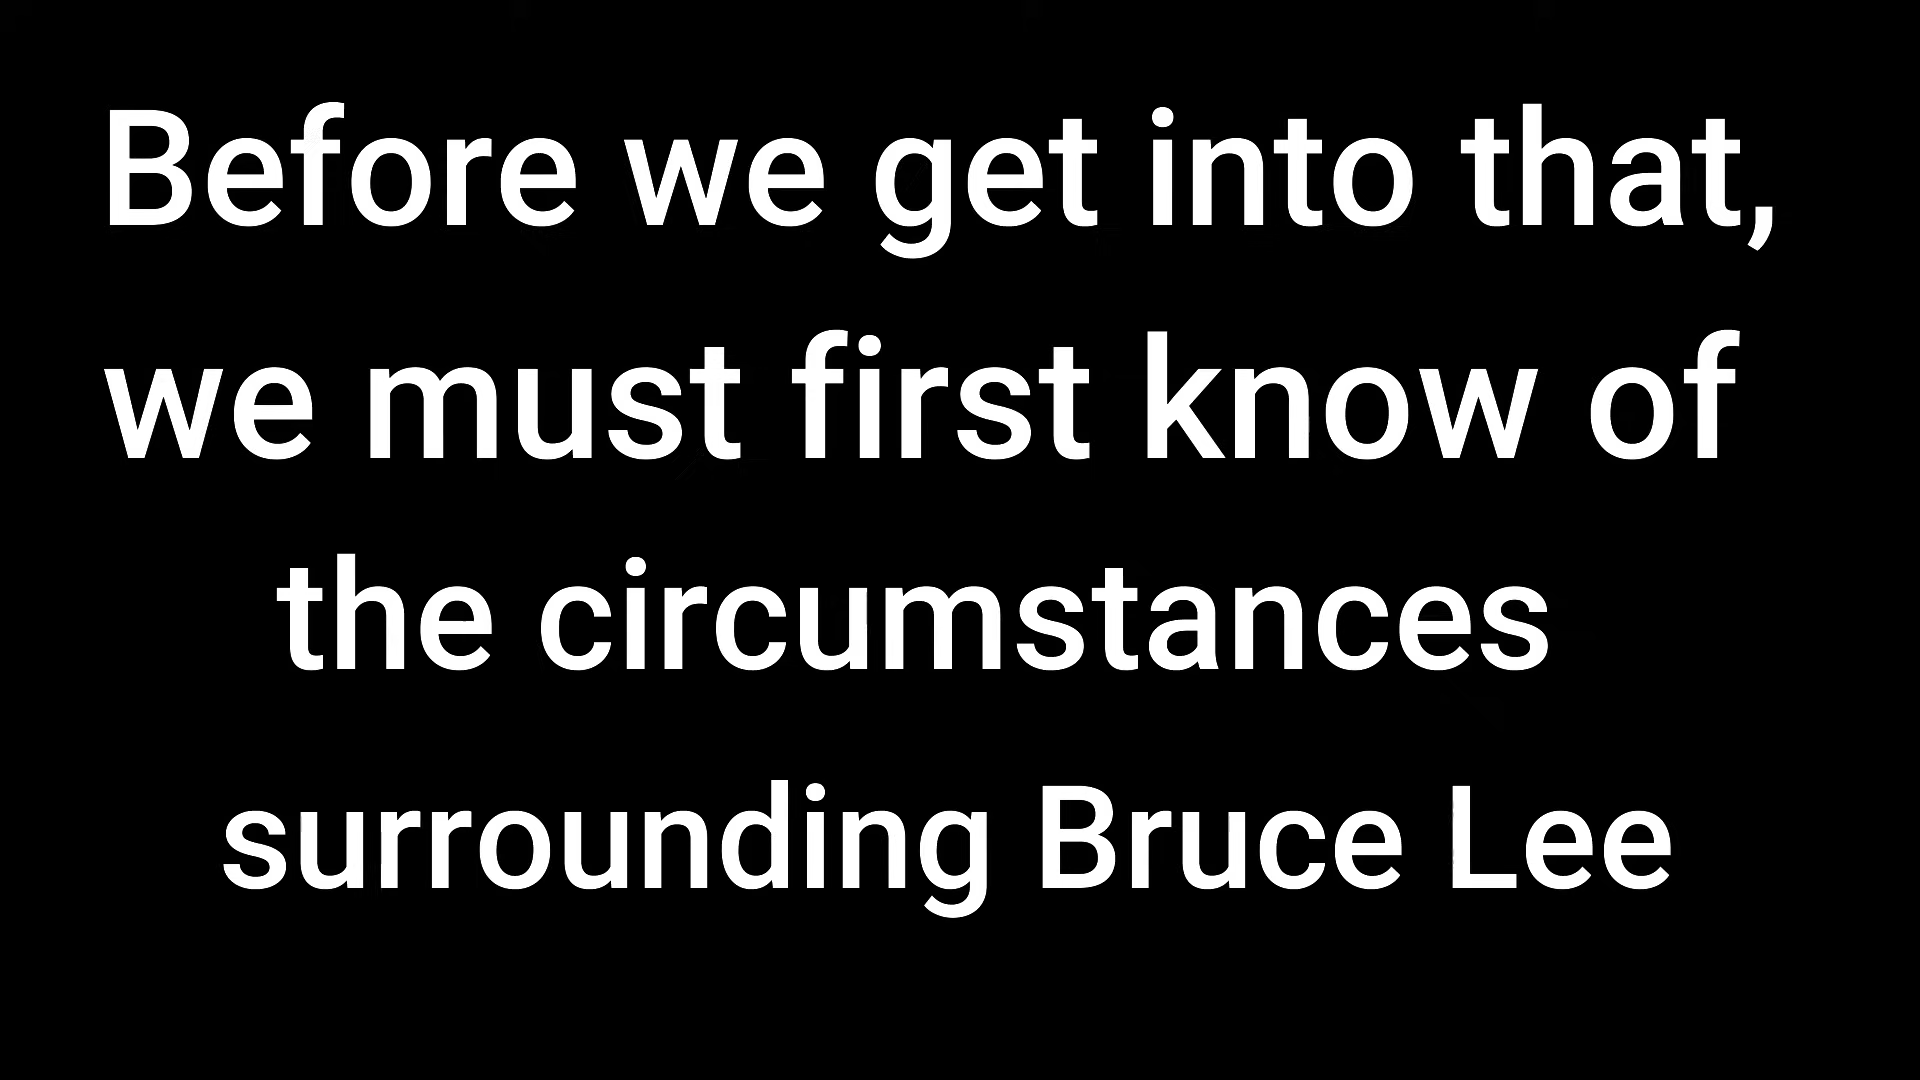 Before we get into that,
we must first know of
the circumstances
surrounding Bruce Lee